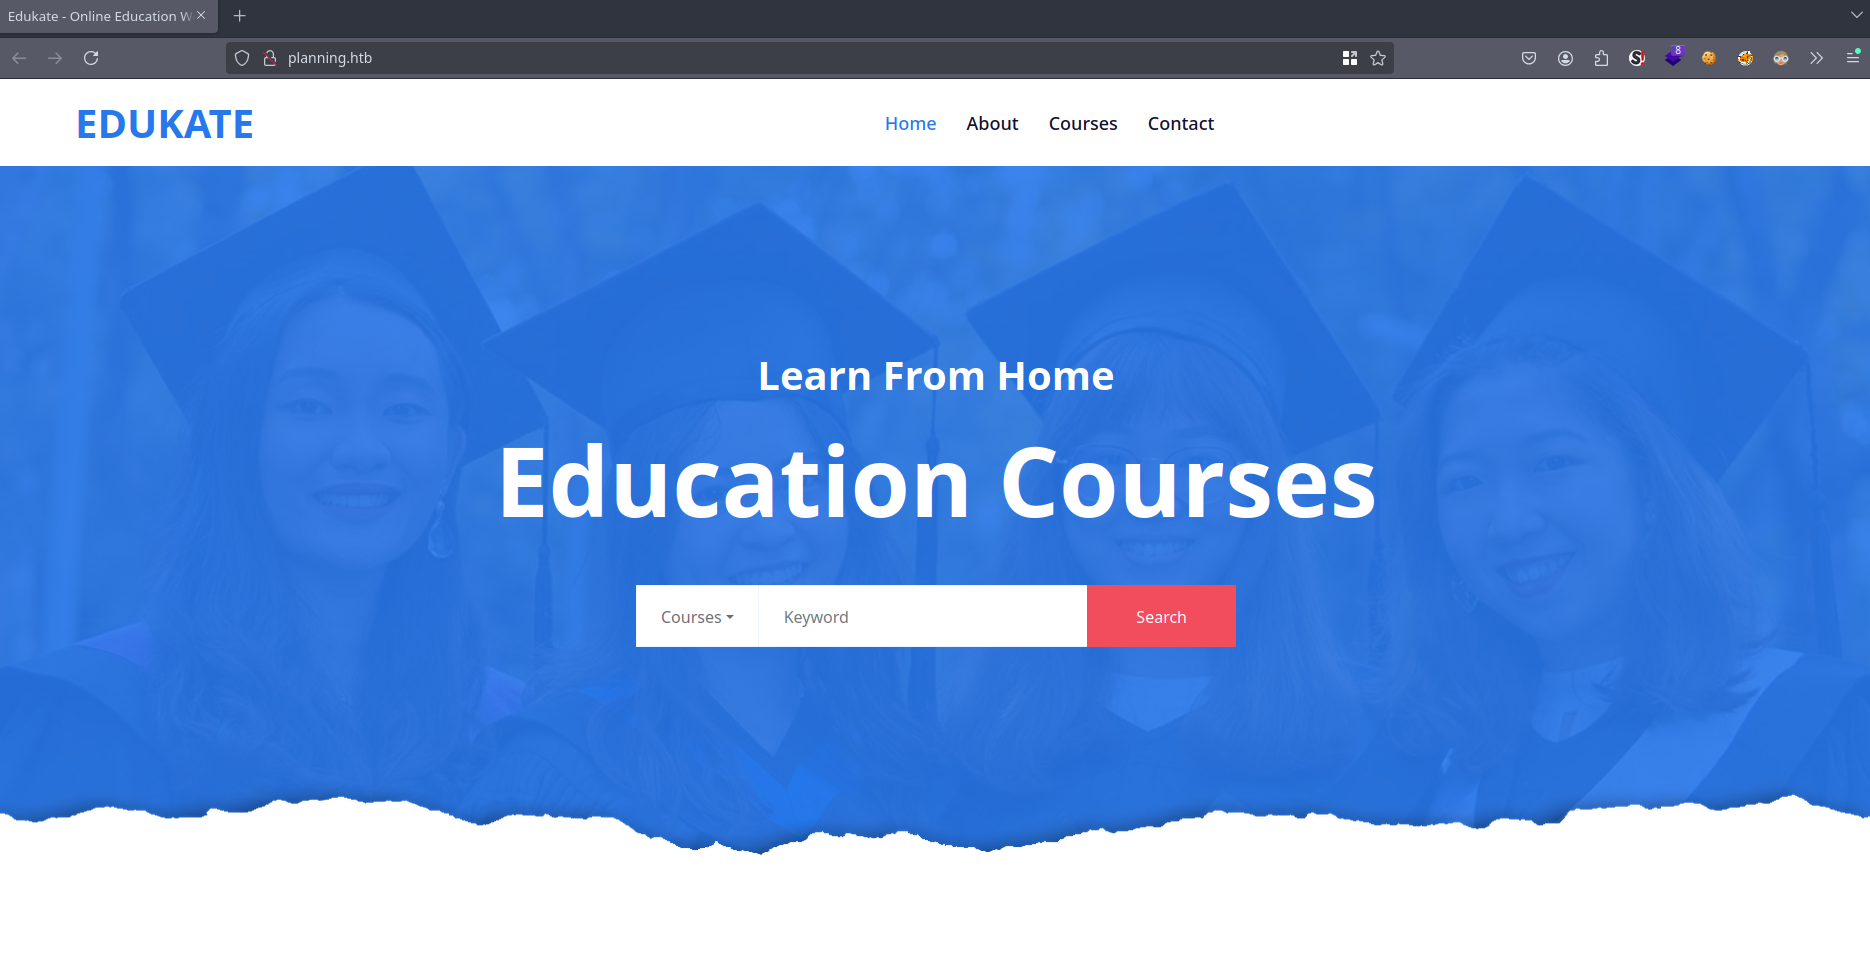 Edukate - Online Education W
planning.htb
8
EDUKATE
Home About Courses Contact
Learn From Home
Education Courses
Courses Keyword Search